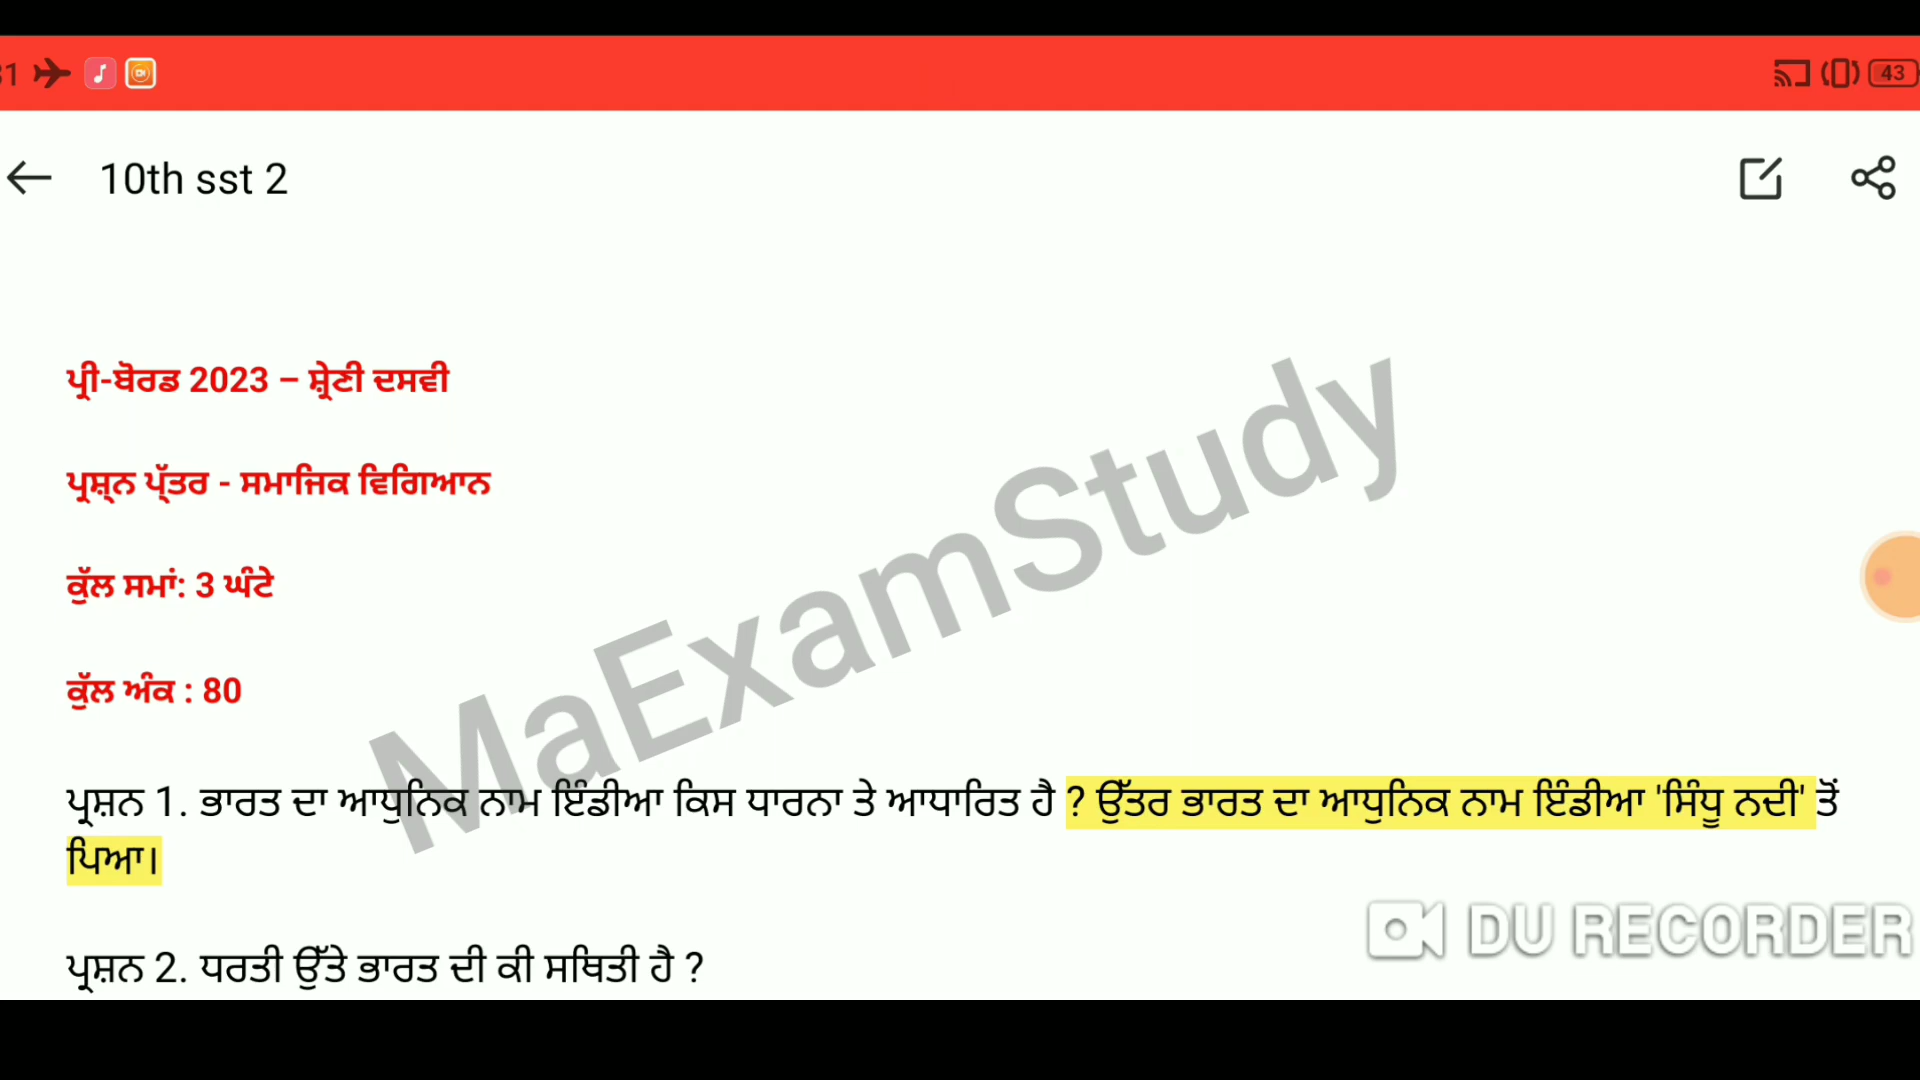 43
10th sst 2
ਪ੍ਰੀ-ਬੋਰਡ 2023 – ਸ਼੍ਰੇਣੀ ਦਸਵੀ
ਪ੍ਰਸ਼੍ਨ ਪੱ੍ਤਰ - ਸਮਾਜਿਕ ਵਿਗਿਆਨ
ਕੁੱਲ ਸਮਾਂ: 3 ਘੰਟੇ
ਕੁੱਲ ਅੰਕ : 80
MaExamStudy
ਪ੍ਰਸ਼ਨ 1. ਭਾਰਤ ਦਾ ਆਧੁਨਿਕ ਨਾਮ ਇੰਡੀਆ ਕਿਸ ਧਾਰਨਾ ਤੇ ਆਧਾਰਿਤ ਹੈ ? ਉੱਤਰ ਭਾਰਤ ਦਾ ਆਧੁਨਿਕ ਨਾਮ ਇੰਡੀਆ 'ਸਿੰਧੂ ਨਦੀ' ਤੋਂ
ਪਿਆ।
DU RECORDER
ਪ੍ਰਸ਼ਨ 2. ਧਰਤੀ ਉੱਤੇ ਭਾਰਤ ਦੀ ਕੀ ਸਥਿਤੀ ਹੈ ?